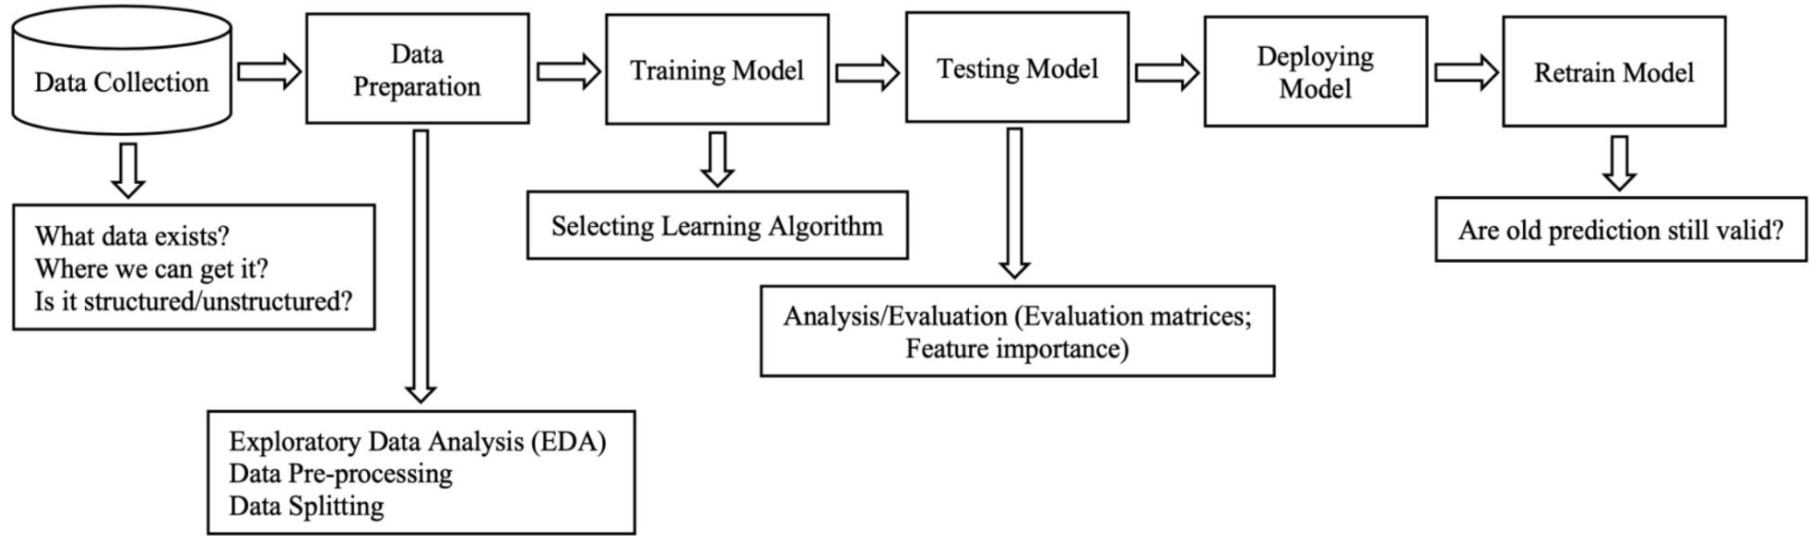 Data Collection
Data
Preparation
Training Model
Testing Model
Deploying
Model
Retrain Model
What data exists?
Where we can get it?
Is it structured/unstructured?
Selecting Learning Algorithm
Are old prediction still valid?
Analysis/Evaluation (Evaluation matrices;
Feature importance)
Exploratory Data Analysis (EDA)
Data Pre-processing
Data Splitting